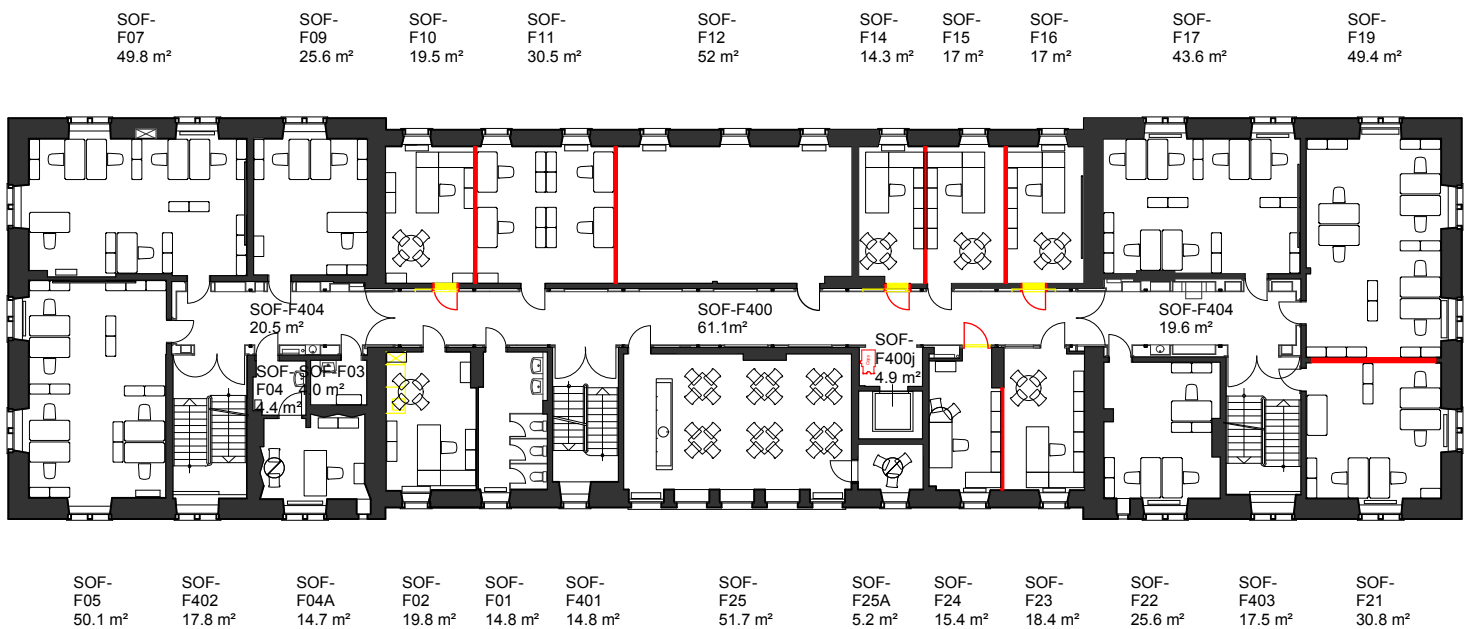 SOF-
F07
49.8 m²
SOF-
F09
25.6 m²
SOF-
F10
19.5 m²
SOF-
F11
30.5 m²
SOF-
F12
52 m²
SOF-
F14
14.3 m²
SOF-
F15
17 m²
SOF-
F16
17 m²
SOF-
F17
43.6 m²
SOF-
F19
49.4 m²
SOF-F404
20.5 m²
SOF-F400
61.1m²
SOF-F404
19.6 m²
SOF-
F400j
4.9 m²
SOF-
F04
4.4 m²
SOF-F03
4.0 m²
SOF-
F05
50.1 m²
SOF-
F402
17.8 m²
SOF-
F04A
14.7 m²
SOF-
F02
19.8 m²
SOF-
F01
14.8 m²
SOF-
F401
14.8 m²
SOF-
F25
51.7 m²
SOF-
F25A
5.2 m²
SOF-
F24
15.4 m²
SOF-
F23
18.4 m²
SOF-
F22
25.6 m²
SOF-
F403
17.5 m²
SOF-
F21
30.8 m²